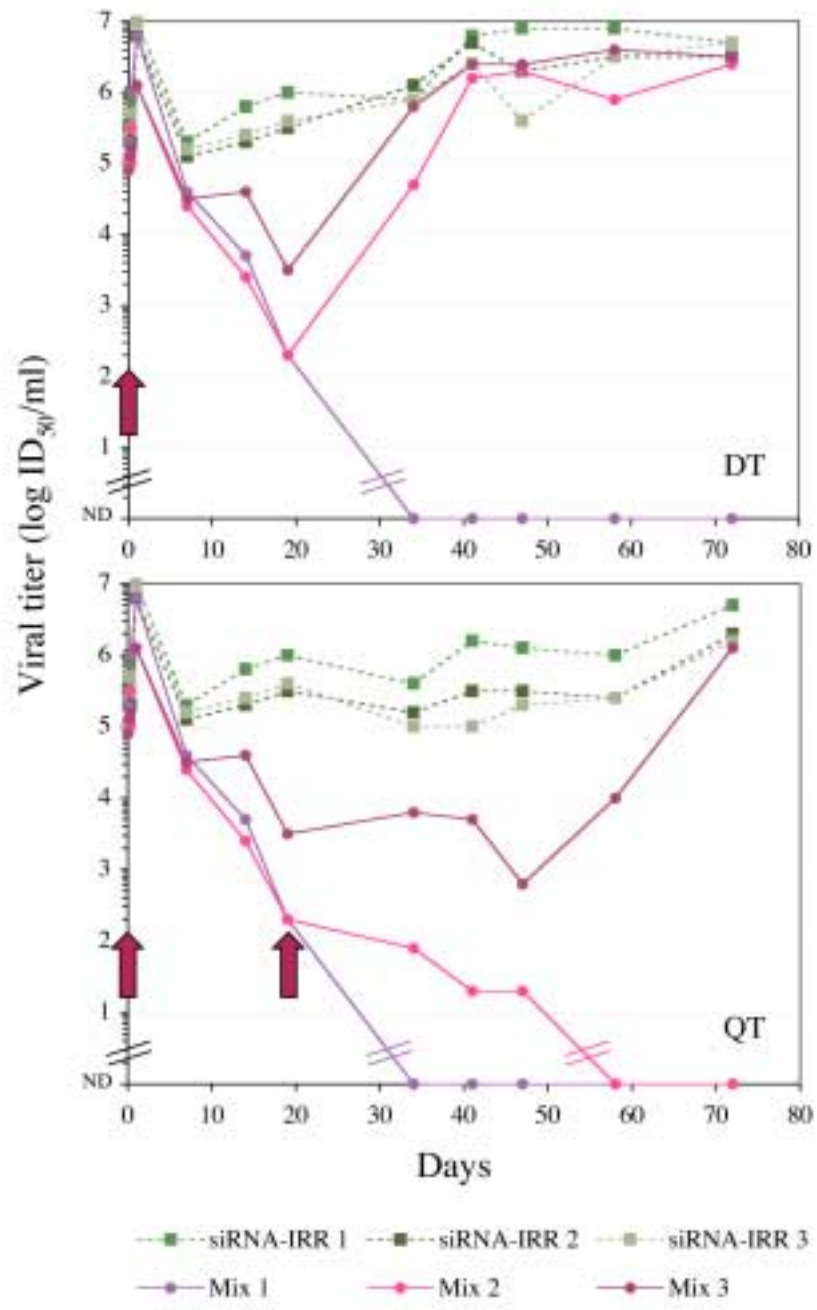 7
6
5
4
3
2
1
ND
DT
0 10 20 30 40 50 60 70 80
Viral titer (log ID50/ml)
7
6
5
4
3
2
1
ND
QT
0 10 20 30 40 50 60 70 80
Days
siRNA-IRR 1 siRNA-IRR 2 siRNA-IRR 3
Mix 1 Mix 2 Mix 3